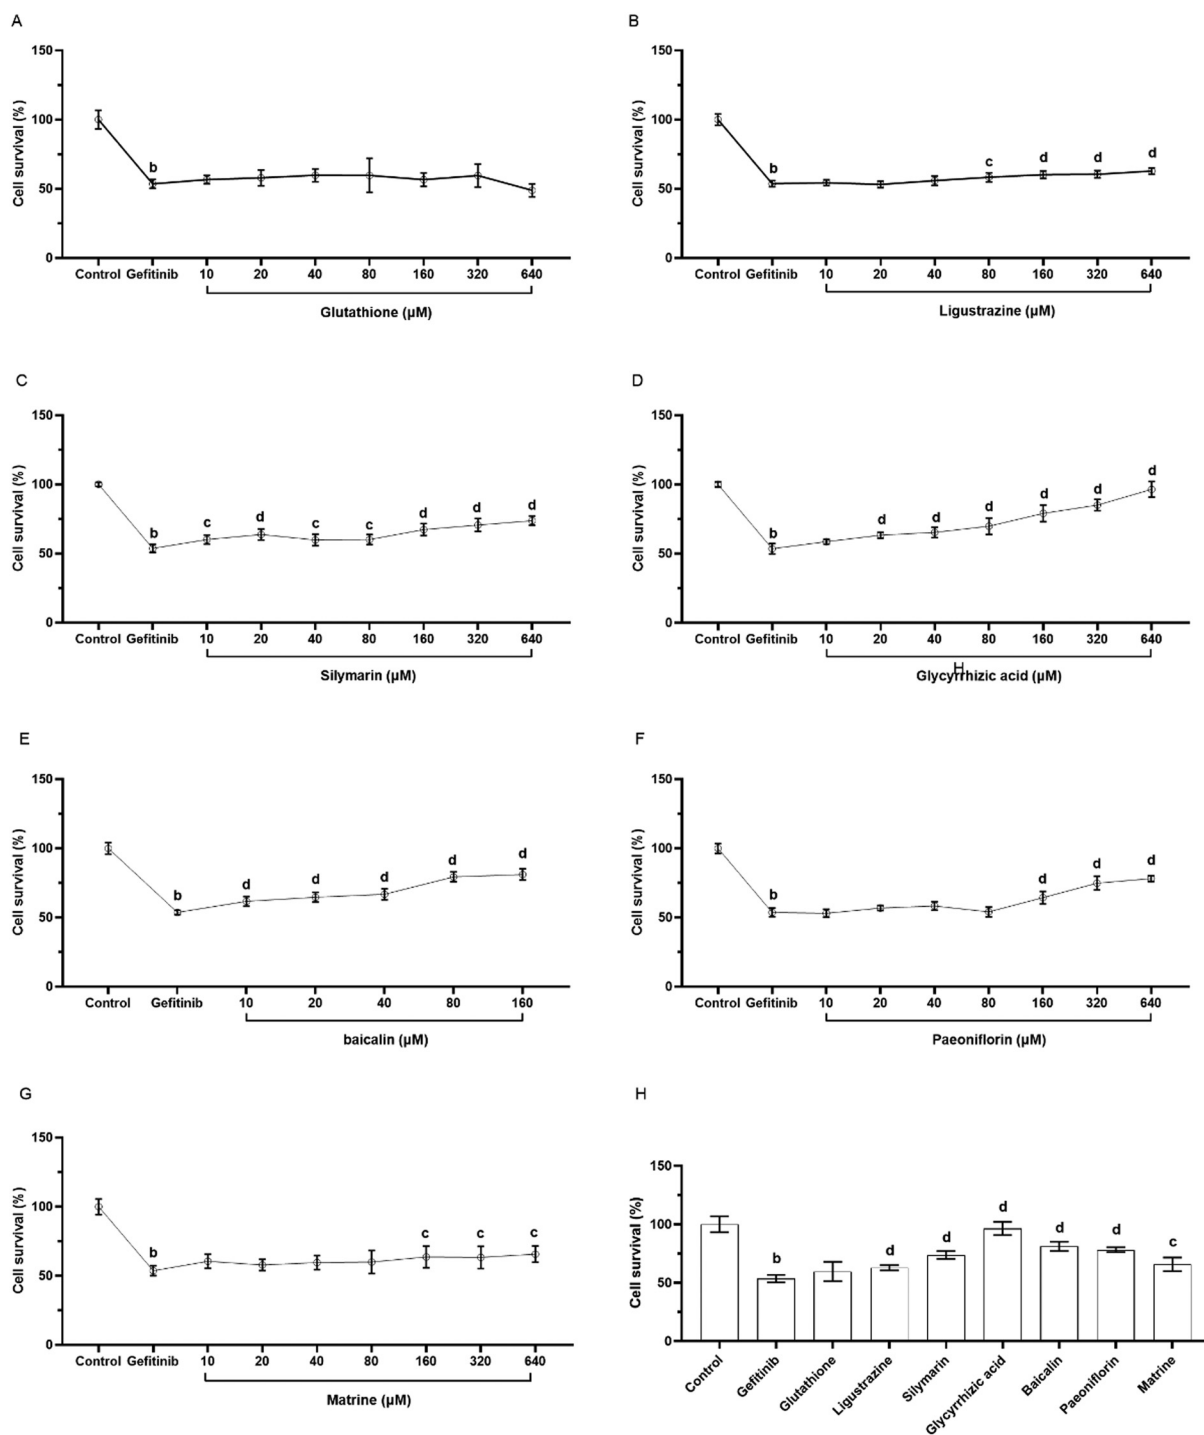 A
Cell survival (%)
150
100
50
0
b
Control Gefitinib 10 20 40 80 160 320 640
Glutathione (µM)
B
Cell survival (%)
150
100
50
0
b c d d d
Control Gefitinib 10 20 40 80 160 320 640
Ligustrazine (µM)
C
Cell survival (%)
150
100
50
0
b c d c c d d d
Control Gefitinib 10 20 40 80 160 320 640
Silymarin (µM)
D
Cell survival (%)
150
100
50
0
b d d d d d d
Control Gefitinib 10 20 40 80 160 320 640
H
Glycyrrhizic acid (µM)
E
Cell survival (%)
150
100
50
0
b d d d d d
Control Gefitinib 10 20 40 80 160
baicalin (µM)
F
Cell survival (%)
150
100
50
0
b d d d
Control Gefitinib 10 20 40 80 160 320 640
Paeoniflorin (µM)
G
Cell survival (%)
150
100
50
0
b c c c
Control Gefitinib 10 20 40 80 160 320 640
Matrine (µM)
H
Cell survival (%)
150
100
50
0
b d d d d d c
Control
Gefitinib
Glutathione
Ligustrazine
Silymarin
Glycyrrhizic acid
Baicalin
Paeoniflorin
Matrine